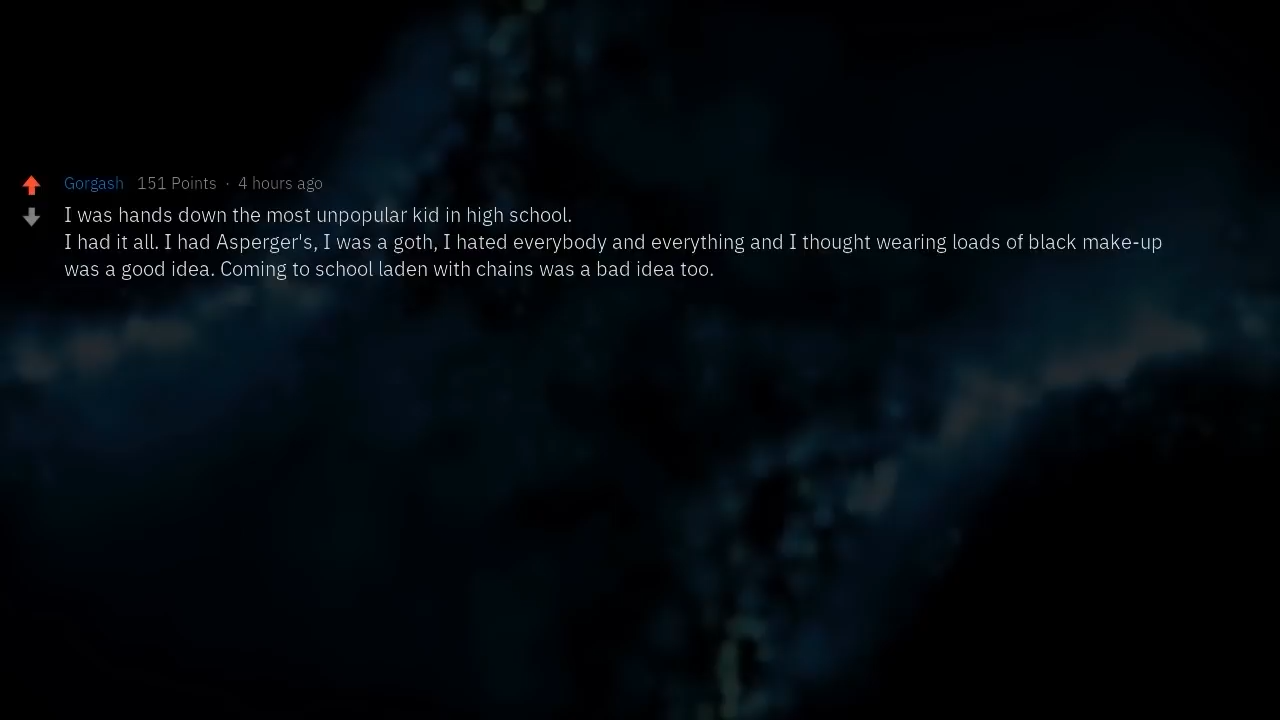 Gorgash 151 Points · 4 hours ago
I was hands down the most unpopular kid in high school.
I had it all. I had Asperger's, I was a goth, I hated everybody and everything and I thought wearing loads of black make-up
was a good idea. Coming to school laden with chains was a bad idea too.